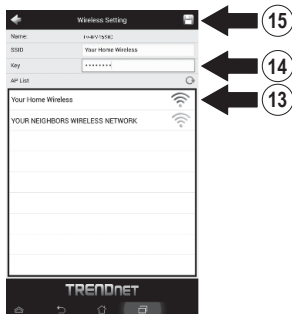 Wireless Setting
15
Name
SSID Your Home Wireless
Key ••••••••
14
AP List
13
Your Home Wireless
YOUR NEIGHBORS WIRELESS NETWORK
TRENDNET